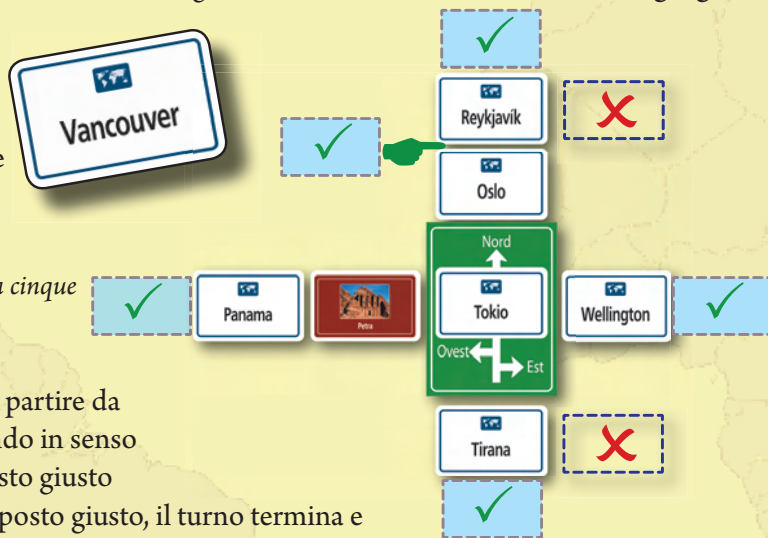 Vancouver
Reykjavík
e
Oslo
Nord
a cinque
Panama
Petra
Tokio
Wellington
Ovest
Est
partire da
do in senso
Tirana
sto giusto
posto giusto, il turno termina e